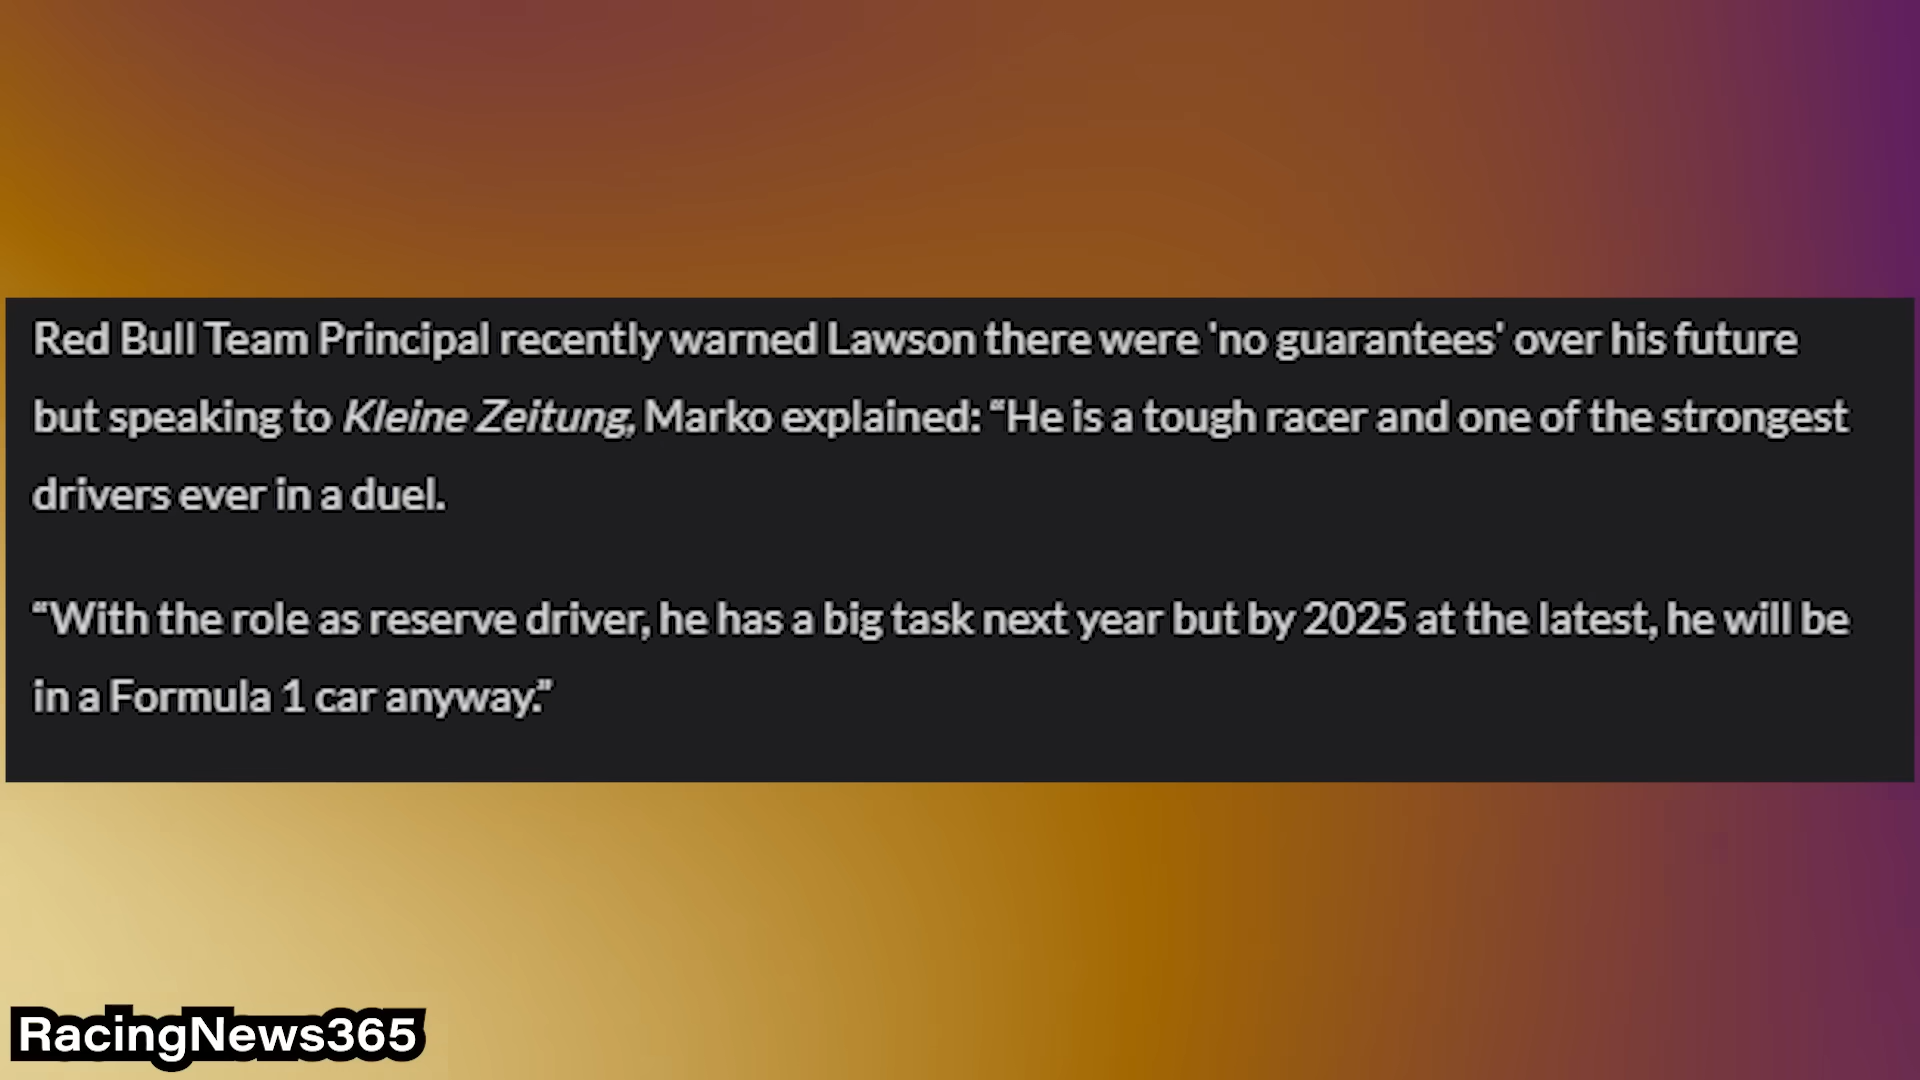 Red Bull Team Principal recently warned Lawson there were 'no guarantees' over his future
but speaking to Kleine Zeitung, Marko explained: “He is a tough racer and one of the strongest
drivers ever in a duel.
“With the role as reserve driver, he has a big task next year but by 2025 at the latest, he will be
in a Formula 1 car anyway.”
RacingNews365